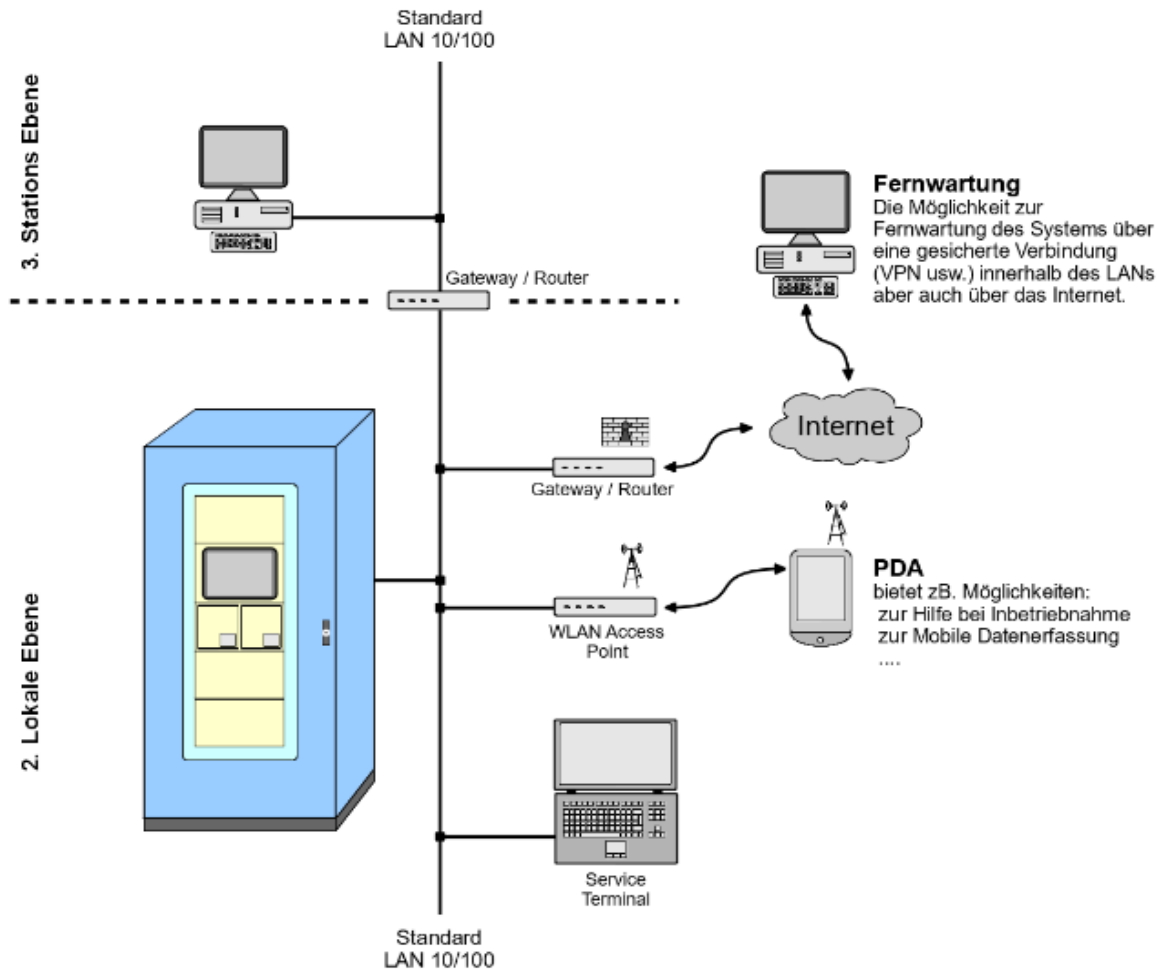 Standard
LAN 10/100
3. Stations Ebene
Gateway / Router
Fernwartung
Die Möglichkeit zur
Fernwartung des Systems über
eine gesicherte Verbindung
(VPN usw.) innerhalb des LANs
aber auch über das Internet.
Internet
Gateway / Router
2. Lokale Ebene
WLAN Access
Point
PDA
bietet zB. Möglichkeiten:
zur Hilfe bei Inbetriebnahme
zur Mobile Datenerfassung
....
Service
Terminal
Standard
LAN 10/100